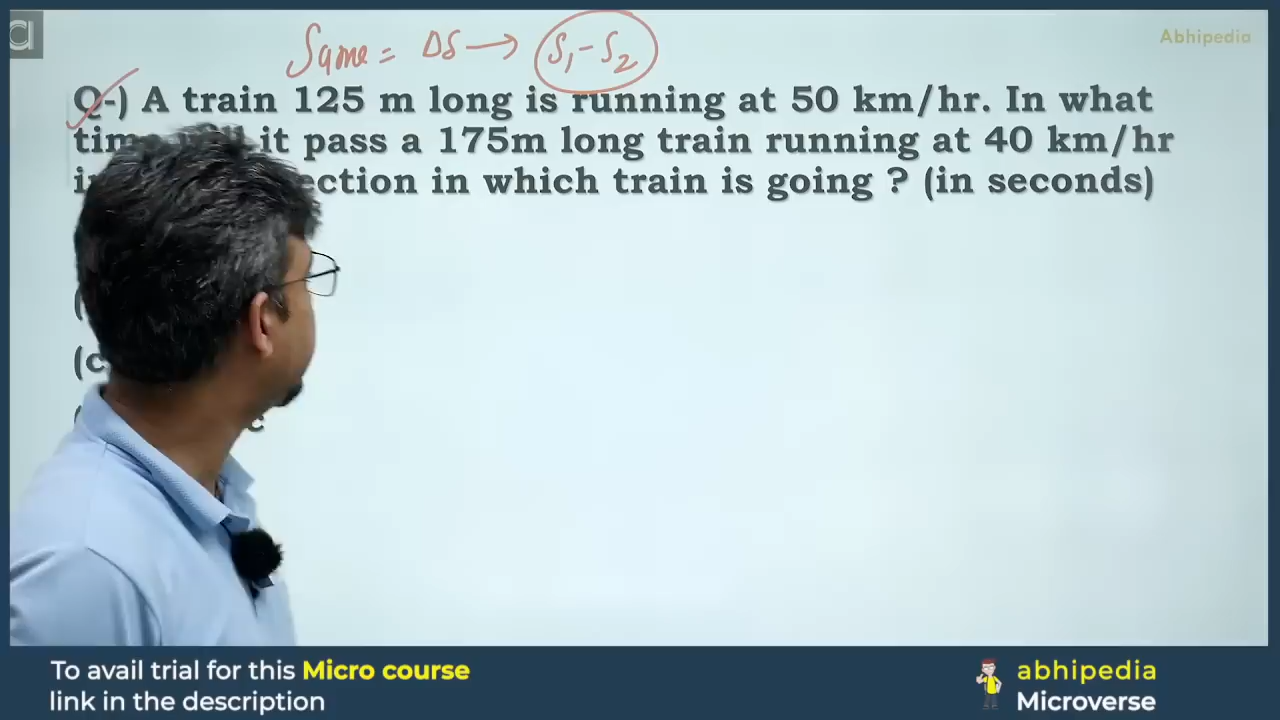 a
Abhipedia
Same = ΔS → S₁ - S₂
Q-) A train 125 m long is running at 50 km/hr. In what
it pass a 175m long train running at 40 km/hr
in which train is going ? (in seconds)
(c
To avail trial for this Micro course
link in the description
abhipedia
Microverse